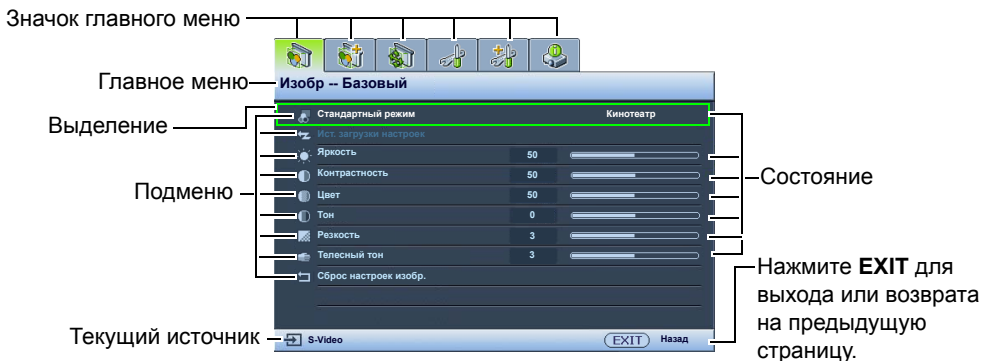 Значок главного меню
Главное меню
Изобр -- Базовый
Выделение
Стандартный режим Кинотеатр
Ист. загрузки настроек
Яркость 50
Контрастность 50
Подменю
Состояние
Цвет 50
Тон 0
Резкость 3
Телесный тон 3
Сброс настроек изобр.
Нажмите EXIT для
выхода или возврата
на предыдущую
страницу.
Текущий источник
S-Video
EXIT Назад